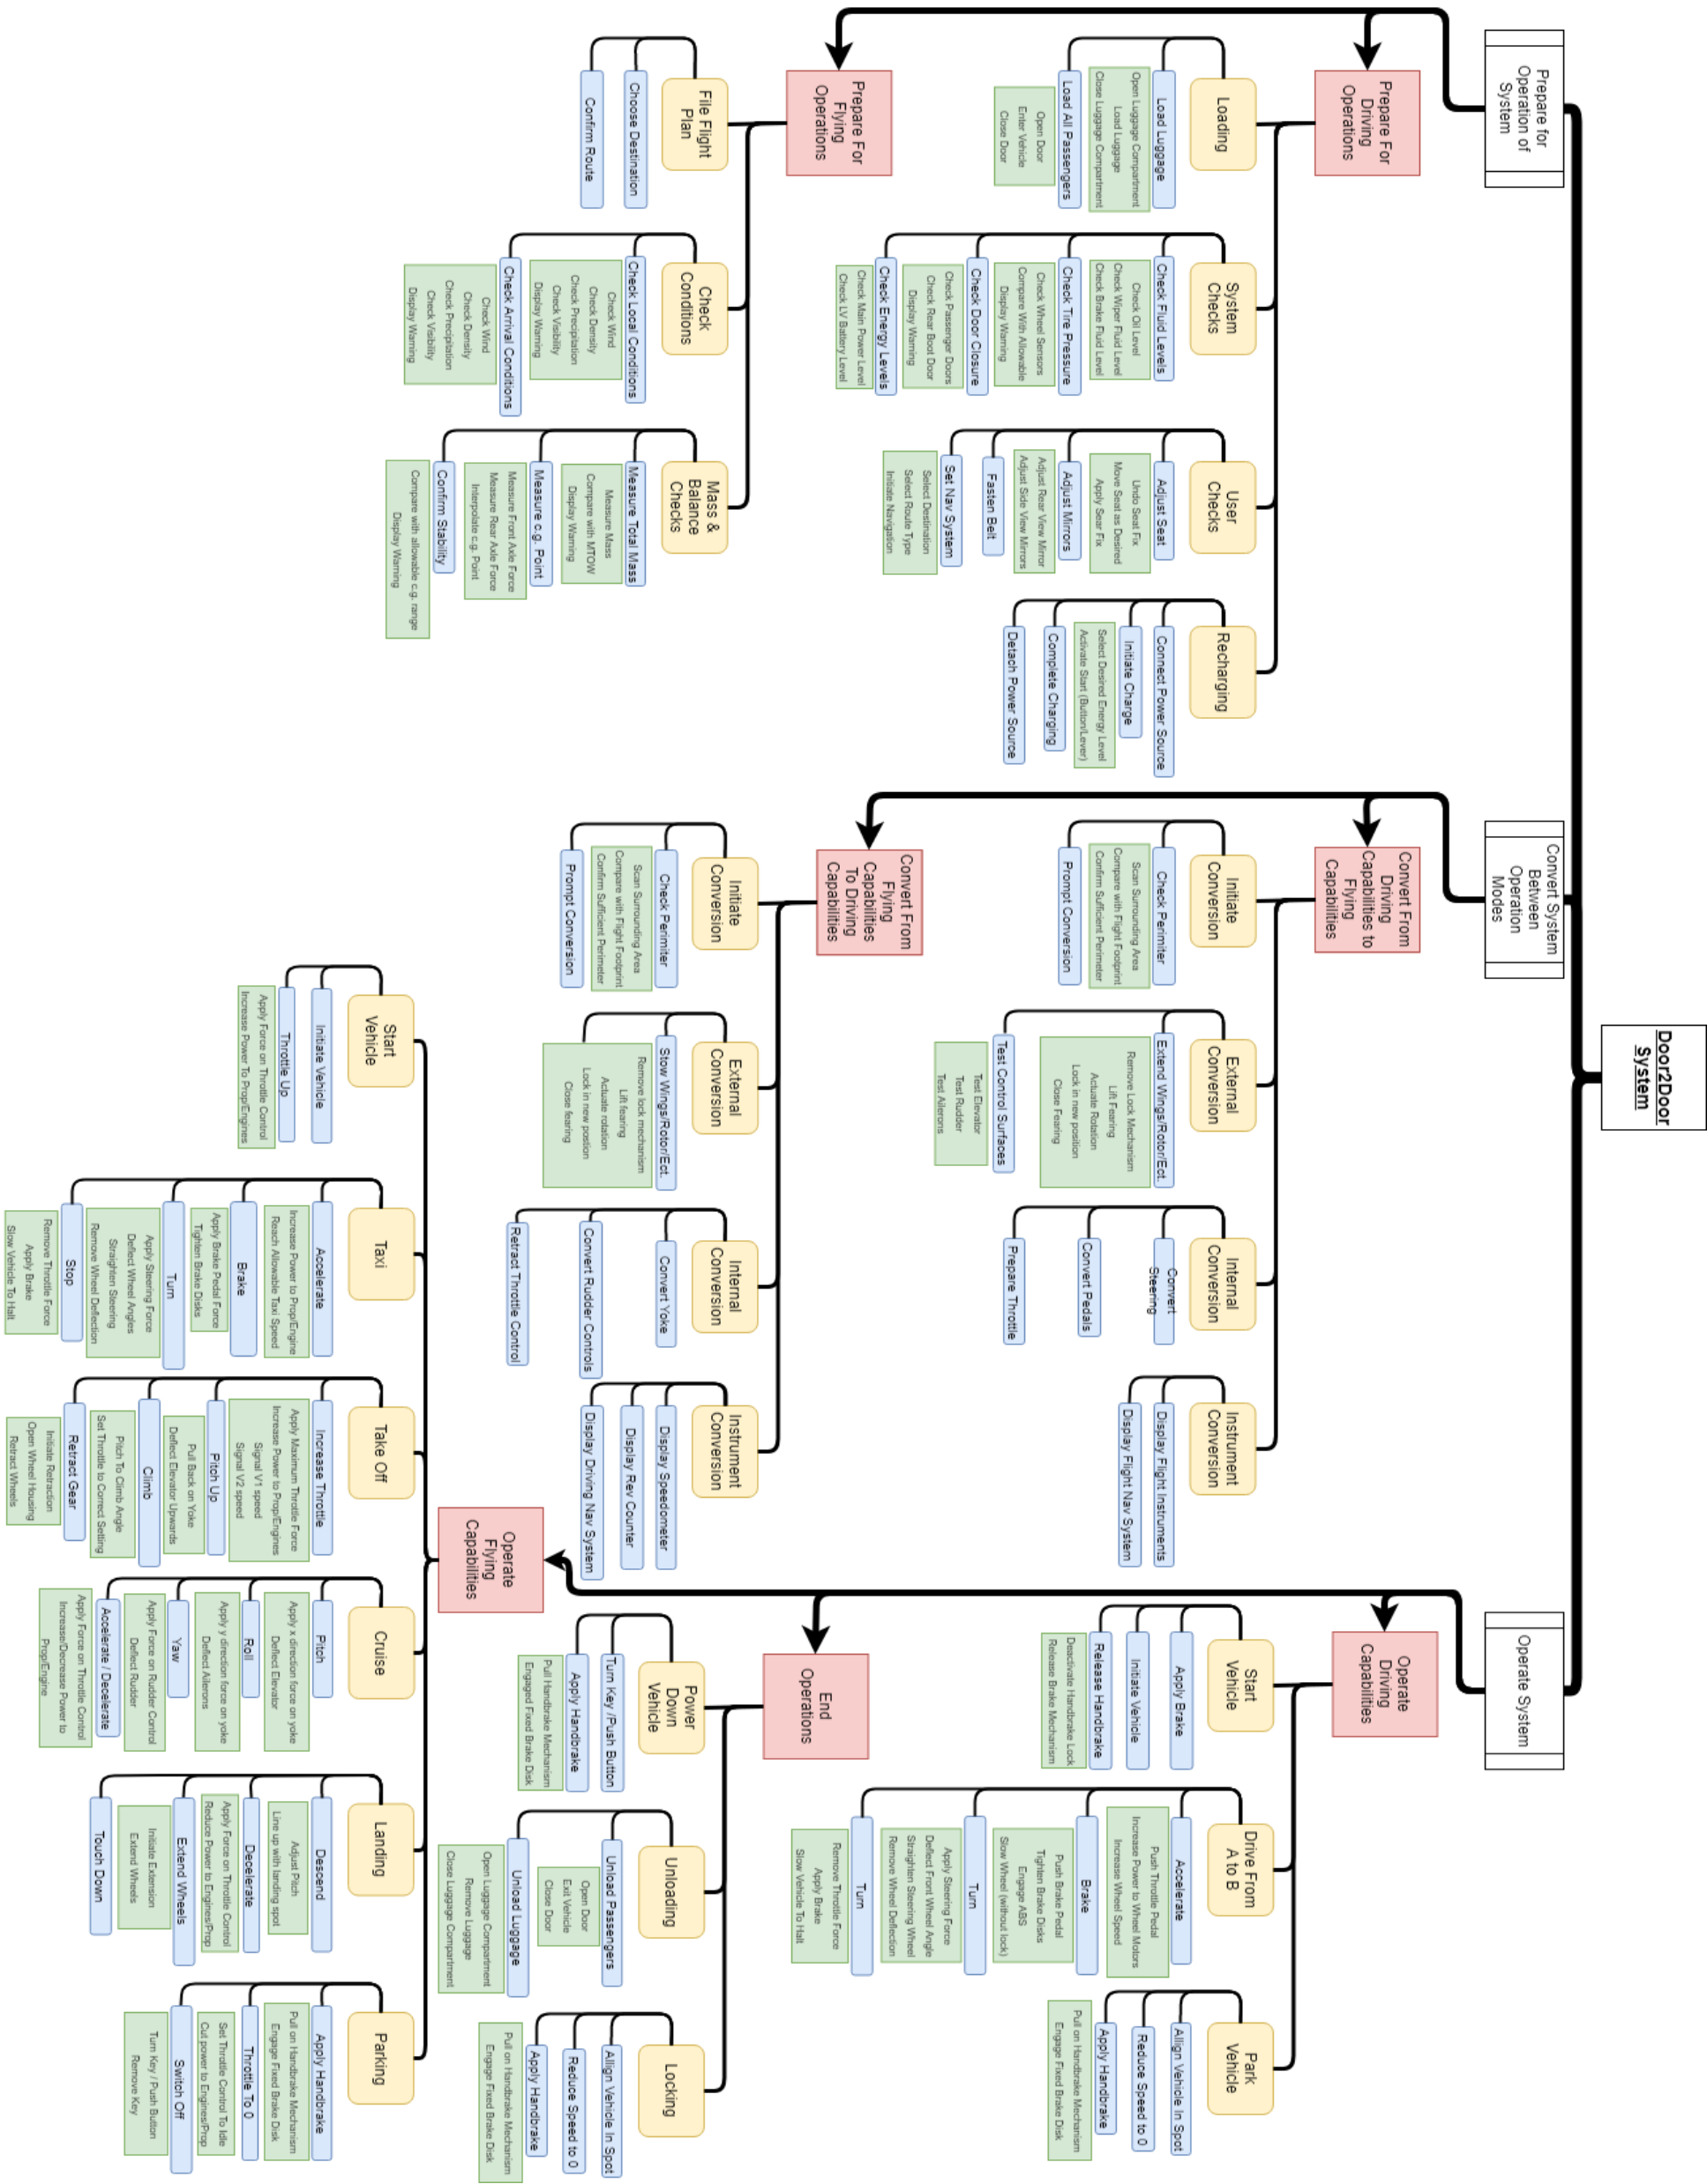 Door2Door
System
Prepare for
Operation of
System
Prepare For
Driving
Operations
Loading
Load Luggage
Open Luggage Compartment
Load Luggage
Close Luggage Compartment
Load All Passengers
Open Door
Enter Vehicle
Close Door
System
Checks
Check Fluid Levels
Check Oil Level
Check Wiper Fluid Level
Check Brake Fluid Level
Check Tire Pressure
Check Wheel Sensors
Compare With Allowable
Display Warning
Check Door Closure
Check Passenger Doors
Check Rear Boot Door
Display Warning
Check Energy Levels
Check Main Power Level
Check LV Battery Level
User
Checks
Adjust Seat
Undo Seat Fix
Move Seat as Desired
Apply Sear Fix
Adjust Mirrors
Adjust Rear View Mirror
Adjust Side View Mirrors
Fasten Belt
Set Nav System
Select Destination
Select Route Type
Initiate Navigation
Recharging
Connect Power Source
Initiate Charge
Select Desired Energy Level
Activate Start (Button/Lever)
Complete Charging
Detach Power Source
Prepare For
Flying
Operations
File Flight
Plan
Choose Destination
Confirm Route
Check
Conditions
Check Local Conditions
Check Wind
Check Density
Check Precipitation
Check Visibility
Display Warning
Check Arrival Conditions
Check Wind
Check Density
Check Precipitation
Check Visibility
Display Warning
Mass &
Balance
Checks
Measure Total Mass
Measure Mass
Compare with MTOW
Display Warning
Measure c.g. Point
Measure Front Axle Force
Measure Rear Axle Force
Interpolate c.g. Point
Confirm Stability
Compare with allowable c.g. range
Display Warning
Convert System
Between
Operation
Modes
Convert From
Driving
Capabilities to
Flying
Capabilities
Initiate
Conversion
Check Perimiter
Scan Surrounding Area
Compare with Flight Footprint
Confirm Sufficient Perimeter
Prompt Conversion
External
Conversion
Extend Wings/Rotor/Ect.
Remove Lock Mechanism
Lift Fearing
Actuate Rotation
Lock in new position
Close Fearing
Test Control Surfaces
Test Elevator
Test Rudder
Test Ailerons
Internal
Conversion
Convert
Steering
Convert Pedals
Prepare Throttle
Instrument
Conversion
Display Flight Instruments
Display Flight Nav System
Convert From
Flying
Capabilities
To Driving
Capabilities
Initiate
Conversion
Check Perimiter
Scan Surrounding Area
Compare with Flight Footprint
Confirm Sufficient Perimeter
Prompt Conversion
External
Conversion
Stow Wings/Rotor/Ect.
Remove lock mechanism
Lift fearing
Actuate rotation
Lock in new postion
Close fearing
Internal
Conversion
Convert Yoke
Convert Rudder Controls
Retract Throttle Control
Instrument
Conversion
Display Speedometer
Display Rev Counter
Display Driving Nav System
Operate System
Operate
Driving
Capabilities
Start
Vehicle
Apply Brake
Initiate Vehicle
Release Handbrake
Deactivate Handbrake Lock
Release Brake Mechanism
Drive From
A to B
Accelerate
Push Throttle Pedal
Increase Power to Wheel Motors
Increase Wheel Speed
Brake
Push Brake Pedal
Tighten Brake Disks
Engage ABS
Slow Wheel (without lock)
Turn
Apply Steering Force
Deflect Front Wheel Angle
Straighten Steering Wheel
Remove Wheel Deflection
Turn
Remove Throttle Force
Apply Brake
Slow Vehicle To Halt
Park
Vehicle
Allign Vehicle In Spot
Reduce Speed to 0
Apply Handbrake
Pull on Handbrake Mechanism
Engage Fixed Brake Disk
End
Operations
Power
Down
Vehicle
Turn Key /Push Button
Apply Handbrake
Pull Handbrake Mechanism
Engaged Fixed Brake Disk
Unloading
Unload Passengers
Open Door
Exit Vehicle
Close Door
Unload Luggage
Open Luggage Compartment
Remove Luggage
Close Luggage Compartment
Locking
Allign Vehicle In Spot
Reduce Speed to 0
Apply Handbrake
Pull on Handbrake Mechanism
Engage Fixed Brake Disk
Operate
Flying
Capabilities
Start
Vehicle
Initiate Vehicle
Throttle Up
Apply Force on Throttle Control
Increase Power To Prop/Engines
Taxi
Accelerate
Increase Power to Prop/Engine
Reach Allowable Taxi Speed
Brake
Apply Brake Pedal Force
Tighten Brake Disks
Turn
Apply Steering Force
Deflect Wheel Angles
Straighten Steering
Remove Wheel Deflection
Stop
Remove Throttle Force
Apply Brake
Slow Vehicle To Halt
Take Off
Increase Throttle
Apply Maximum Throttle Force
Increase Power to Prop/Engines
Signal V1 speed
Signal V2 speed
Pitch Up
Pull Back on Yoke
Deflect Elevator Upwards
Climb
Pitch To Climb Angle
Set Throttle to Correct Setting
Retract Gear
Initiate Retraction
Open Wheel Housing
Retract Wheels
Cruise
Pitch
Apply x direction force on yoke
Deflect Elevator
Roll
Apply y direction force on yoke
Deflect Ailerons
Yaw
Apply Force on Rudder Control
Deflect Rudder
Accelerate / Decelerate
Apply Force on Throttle Control
Increase/Decrease Power to
Prop/Engine
Landing
Descend
Adjust Pitch
Line up with landing spot
Decelerate
Apply Force on Throttle Control
Reduce Power to Engines/Prop
Extend Wheels
Initiate Extension
Extend Wheels
Touch Down
Parking
Apply Handbrake
Pull on Handbrake Mechanism
Engage Fixed Brake Disk
Throttle To 0
Set Throttle Control To Idle
Cut power to Engines/Prop
Switch Off
Turn Key / Push Button
Remove Key